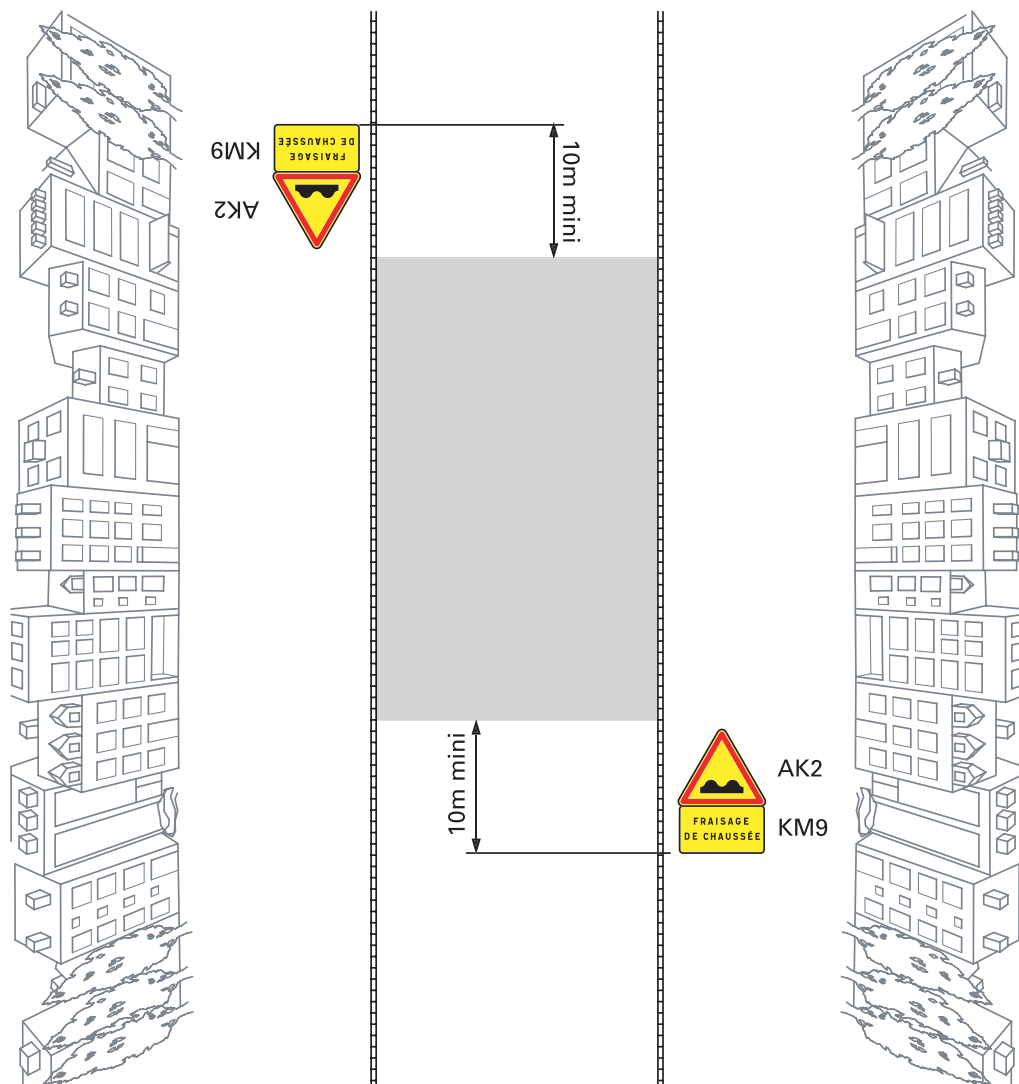 FRAISAGE
DE CHAUSSÉE
KM9
AK2
10m mini
10m mini
AK2
FRAISAGE
DE CHAUSSÉE
KM9